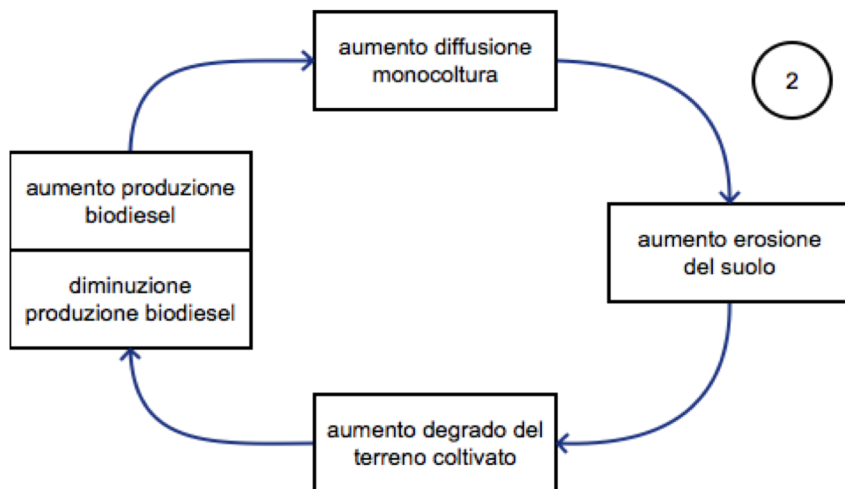 aumento diffusione
monocoltura
2
aumento produzione
biodiesel
aumento erosione
del suolo
diminuzione
produzione biodiesel
aumento degrado del
terreno coltivato